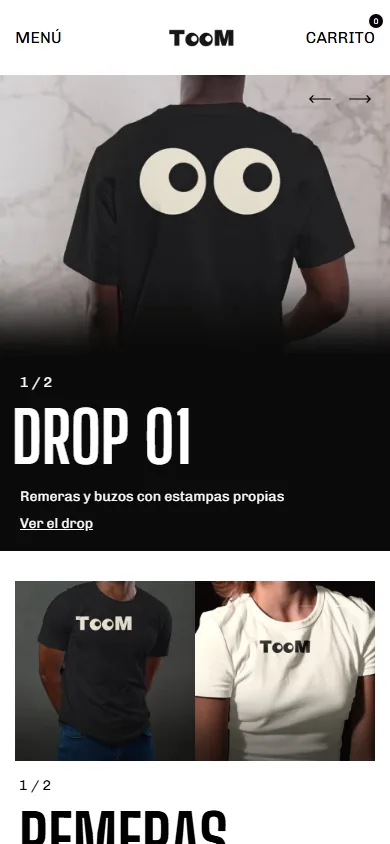 MENÚ
TooM
CARRITO
0
1 / 2
DROP 01
Remeras y buzos con estampas propias
Ver el drop
TooM
TooM
1 / 2
REMERAS